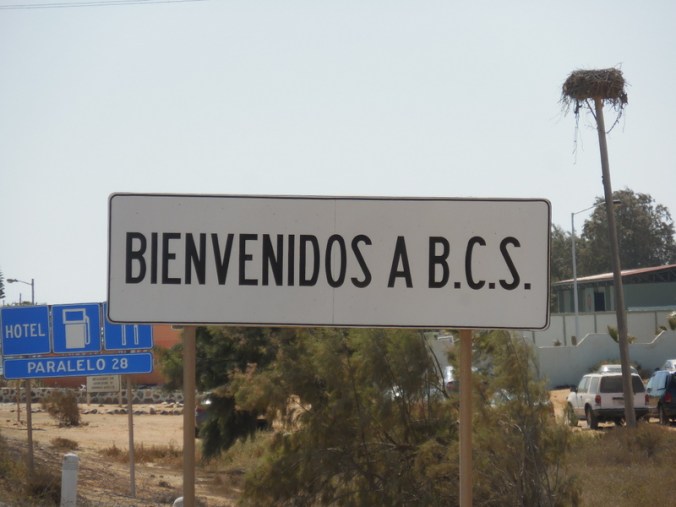 BIENVENIDOS A B.C.S.
HOTEL
PARALELO 28